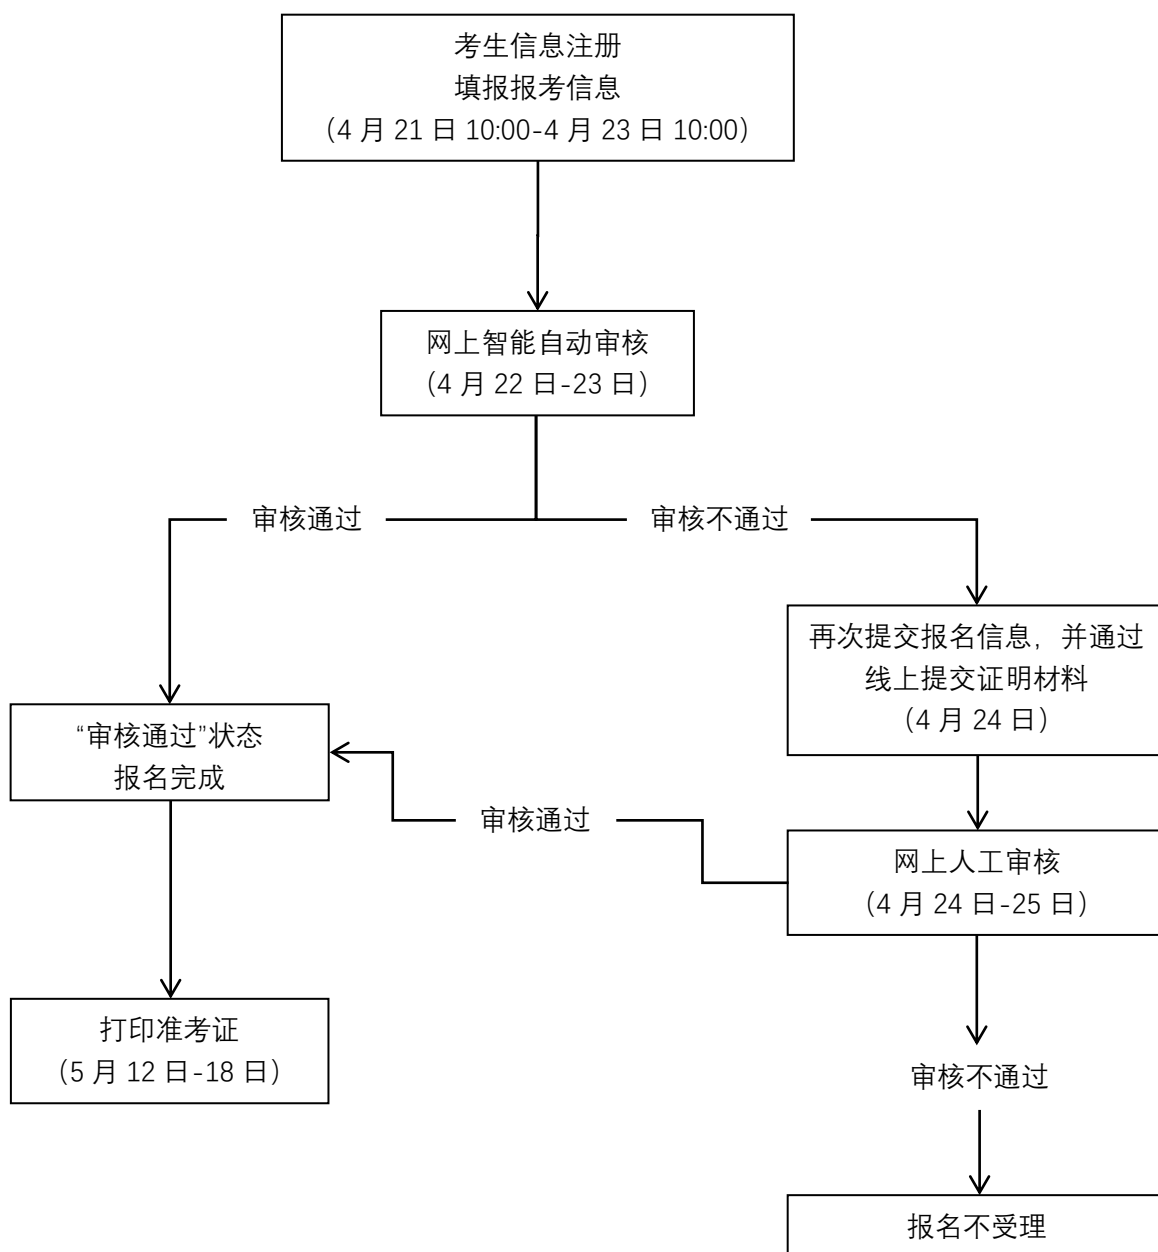 考生信息注册
填报报考信息
（4 月 21 日 10:00-4 月 23 日 10:00）
网上智能自动审核
（4 月 22 日-23 日）
审核通过
审核不通过
再次提交报名信息，并通过
线上提交证明材料
（4 月 24 日）
“审核通过”状态
报名完成
审核通过
网上人工审核
（4 月 24 日-25 日）
打印准考证
（5 月 12 日-18 日）
审核不通过
报名不受理